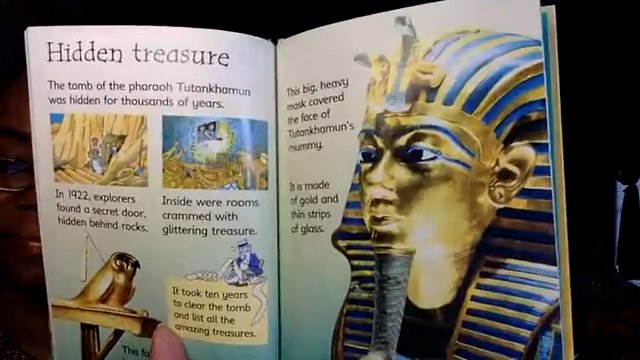 Hidden treasure
The tomb of the pharaoh Tutankhamun
was hidden for thousands of years.
In 1922, explorers
found a secret door,
hidden behind rocks.
Inside were rooms
crammed with
glittering treasure.
It took ten years
to clear the tomb
and list all the
amazing treasures.
This
This big, heavy
mask covered
the face of
Tutankhamun's
mummy.
It is made
of gold and
thin strips
of glass.